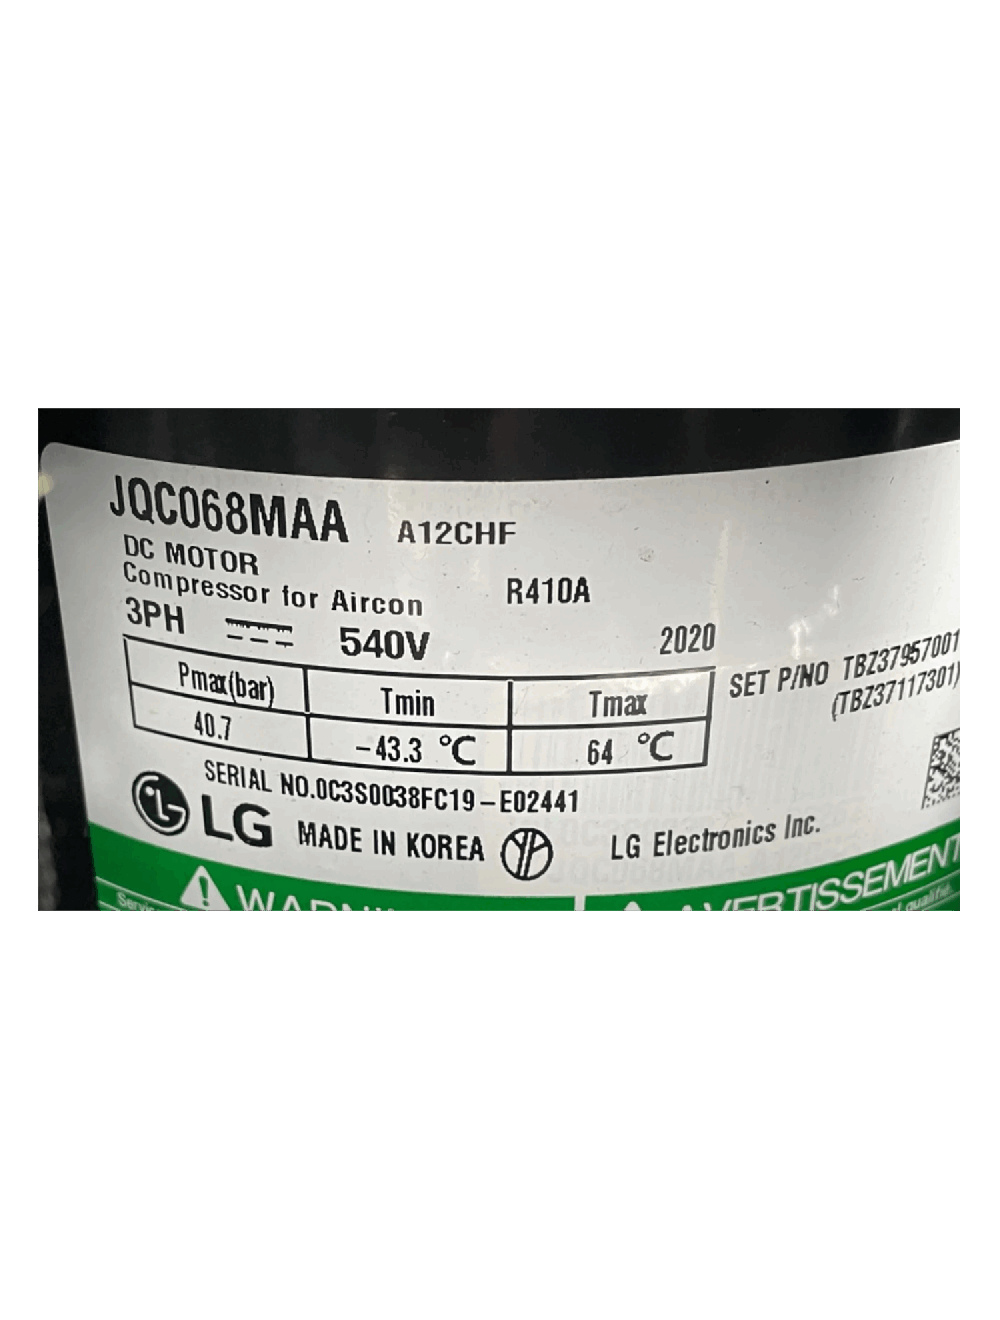 JQC068MAA A12CHF
DC MOTOR
Compressor for Aircon R410A
3PH 540V 2020
SET P/NO TBZ37957001
(TBZ37117301)
Pmax(bar) Tmin Tmax
40.7 -43.3 °C 64 °C
SERIAL NO.0C3S0038FC19-E02441
LG MADE IN KOREA LG Electronics Inc.
AVERTISSEMENT